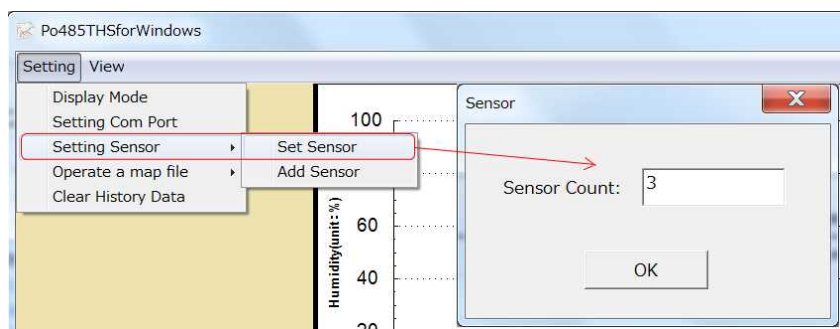 Po485THSforWindows
Setting View
Display Mode
Setting Com Port
Setting Sensor
Operate a map file
Clear History Data
Set Sensor
Add Sensor
100
60
40
20
Humidity(unit:%)
Sensor
X
Sensor Count: 3
OK